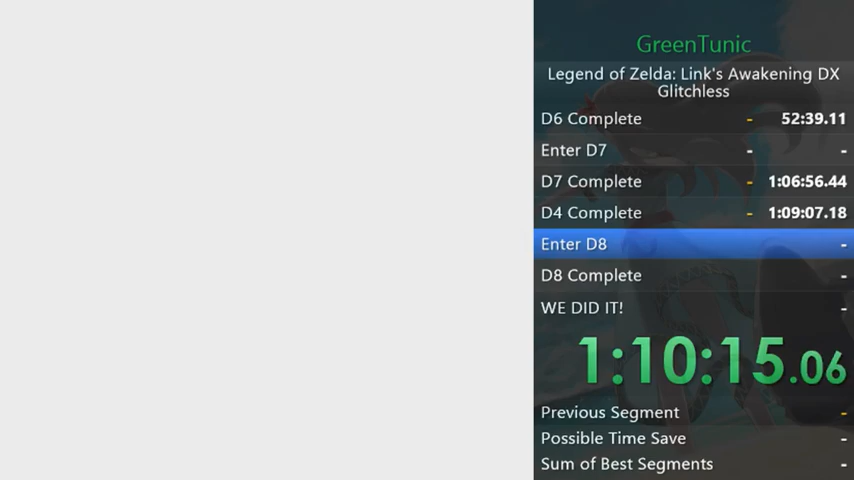 GreenTunic
Legend of Zelda: Link's Awakening DX
Glitchless
D6 Complete - 52:39.11
Enter D7 - -
D7 Complete - 1:06:56.44
D4 Complete - 1:09:07.18
Enter D8 -
D8 Complete -
WE DID IT! -
1:10:15.06
Previous Segment -
Possible Time Save -
Sum of Best Segments -